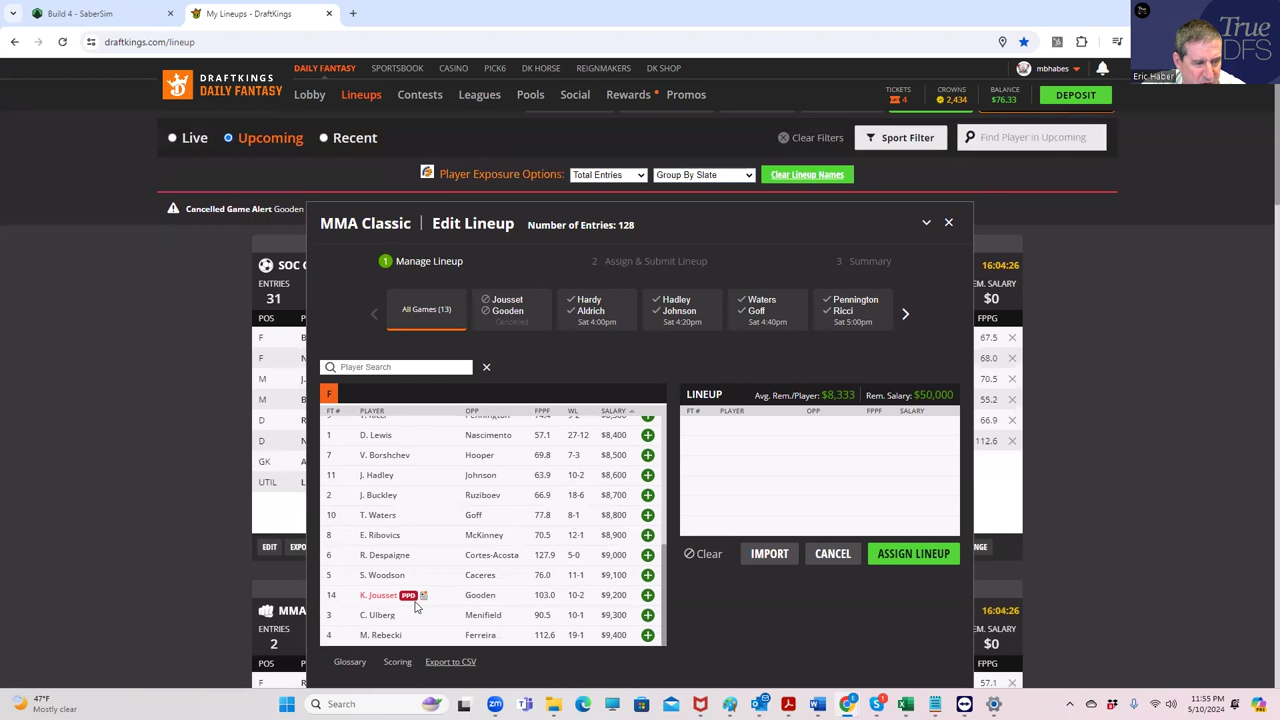 Build 4 - SaberSim
My Lineups - DraftKings
draftkings.com/lineup
True
DFS
Eric Haber
DRAFTKINGS
DAILY FANTASY
DAILY FANTASY SPORTSBOOK CASINO PICK6 DK HORSE REIGNMAKERS DK SHOP
mbhabes
Lobby Lineups Contests Leagues Pools Social Rewards Promos
TICKETS 4 CROWNS 2,434 BALANCE $76.33 DEPOSIT
Live Upcoming Recent
Clear Filters Sport Filter Find Player in Upcoming
Player Exposure Options: Total Entries Group By Slate Clear Lineup Names
Cancelled Game Alert Gooden
MMA Classic | Edit Lineup Number of Entries: 128
1 Manage Lineup 2 Assign & Submit Lineup 3 Summary
All Games (13)
Jousset
Gooden
Cancelled
Hardy
Aldrich
Sat 4:00pm
Hadley
Johnson
Sat 4:20pm
Waters
Goff
Sat 4:40pm
Pennington
Ricci
Sat 5:00pm
Player Search
F
FT # PLAYER OPP FPPF WL SALARY
1 D. Lewis Nascimento 57.1 27-12 $8,400
7 V. Borshchev Hooper 69.8 7-3 $8,500
11 J. Hadley Johnson 63.9 10-2 $8,600
2 J. Buckley Ruziboev 66.9 18-6 $8,700
10 T. Waters Goff 77.8 8-1 $8,800
8 E. Ribovics McKinney 70.5 12-1 $8,900
6 R. Despaigne Cortes-Acosta 127.9 5-0 $9,000
5 S. Woodson Caceres 76.0 11-1 $9,100
14 K. Jousset PPD Gooden 103.0 10-2 $9,200
3 C. Ulberg Menifield 90.5 10-1 $9,300
4 M. Rebecki Ferreira 112.6 19-1 $9,400
Glossary Scoring Export to CSV
LINEUP Avg. Rem./Player: $8,333 Rem. Salary: $50,000
FT # PLAYER OPP FPPF SALARY
Clear IMPORT CANCEL ASSIGN LINEUP
SOC C
ENTRIES
31
POS
F B
F N
M J.
M B
D R
D N
GK A
UTIL L
EDIT EXPO
MMA
ENTRIES
2
POS
F D
16:04:26
EM. SALARY
$0
FPPG
67.5
68.0
70.5
55.2
66.9
112.6
NGE
16:04:26
EM. SALARY
$0
FPPG
57.1
47°F
Mostly clear
Search
11:55 PM
5/10/2024